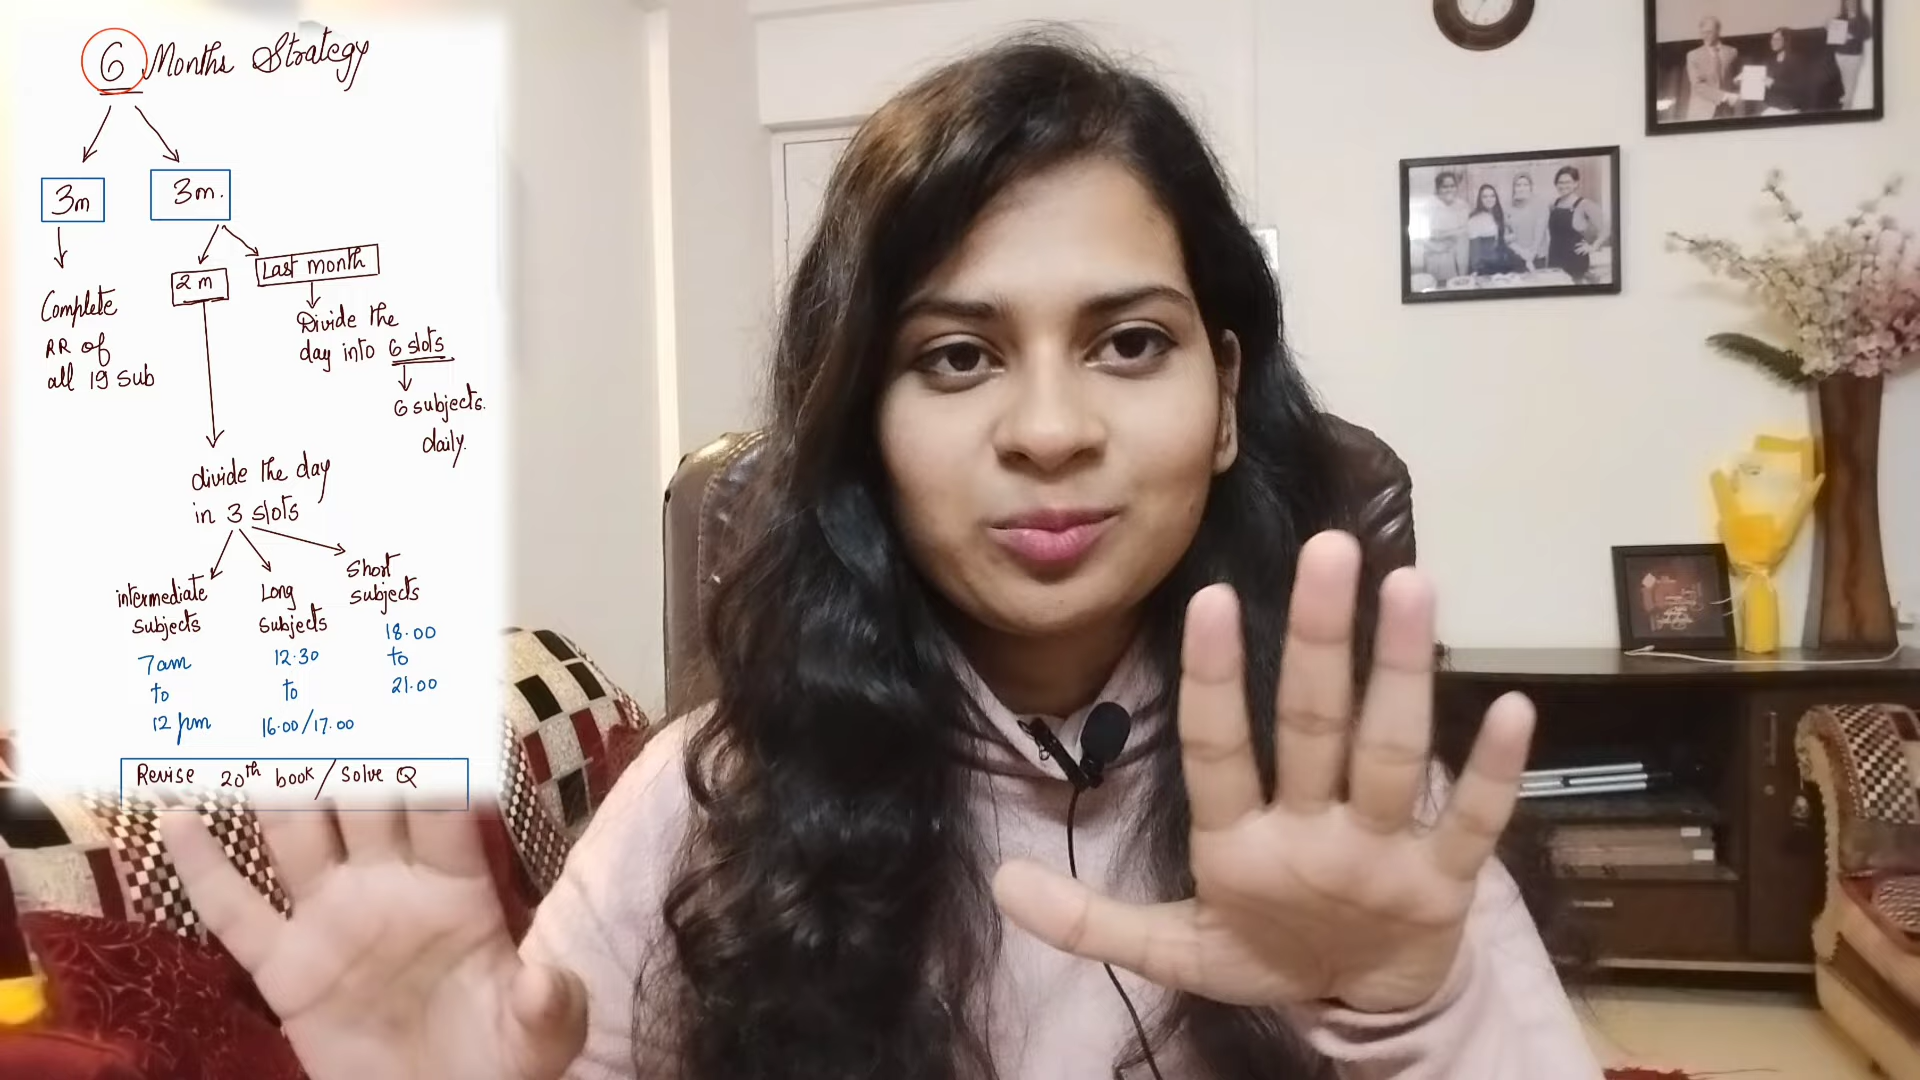 6 Months Strategy
3m
3m.
2m
Last month
Complete
RR of
all 19 sub
Divide the
day into 6 slots
6 subjects.
daily.
divide the day
in 3 slots
intermediate
subjects
7am
to
12 pm
Long
subjects
12.30
to
16.00/17.00
Short
subjects
18.00
to
21.00
Revise 20th book/Solve Q